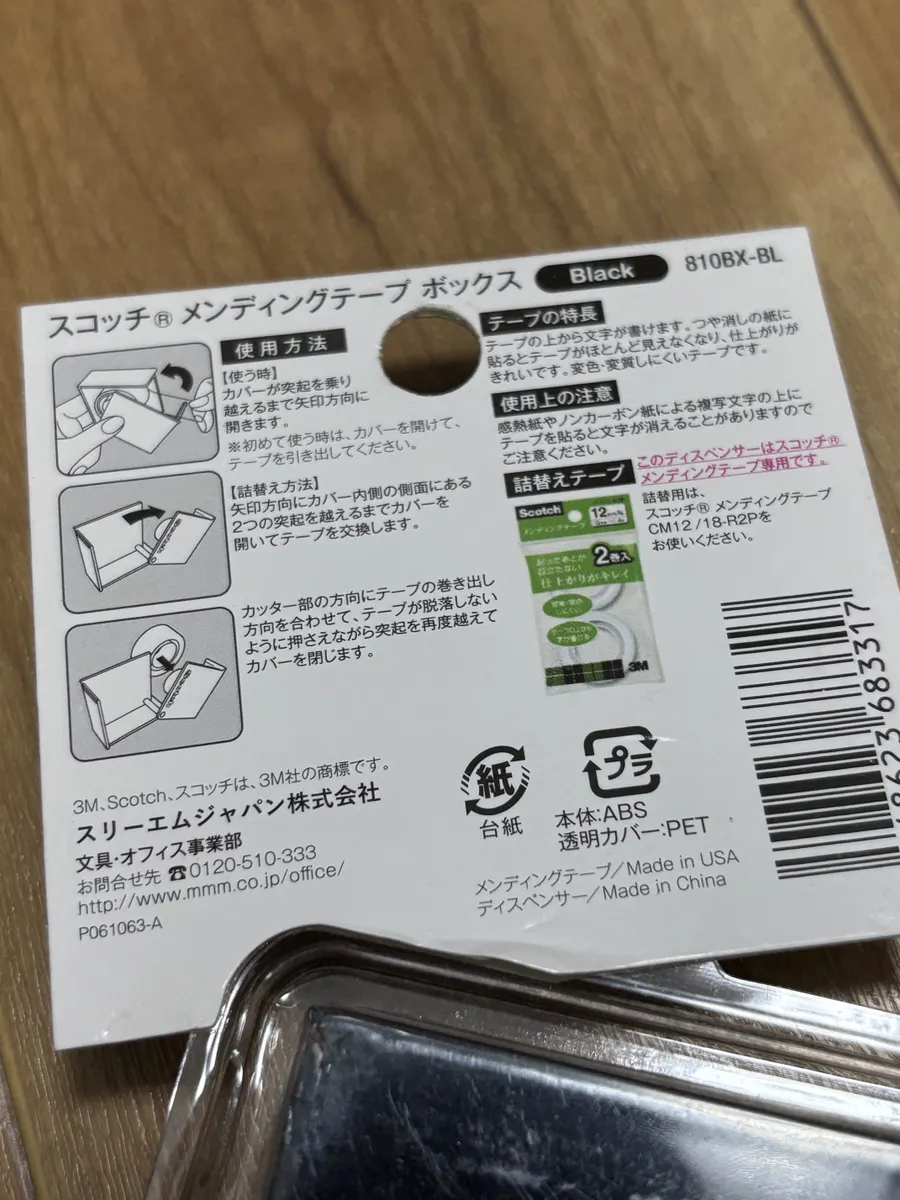 スコッチ® メンディングテープ ボックス Black 810BX-BL
使用方法
【使う時】
カバーが突起を乗り
越えるまで矢印方向に
開きます。
※初めて使う時は、カバーを開けて、
テープを引き出してください。
【詰替え方法】
矢印方向にカバー内側の側面にある
2つの突起を越えるまでカバーを
開いてテープを交換します。
カッター部の方向にテープの巻き出し
方向を合わせて、テープが脱落しない
ように押さえながら突起を再度越えて
カバーを閉じます。
テープの特長
テープの上から文字が書けます。つや消しの紙に
貼るとテープがほとんど見えなくなり、仕上がりが
きれいです。変色・変質しにくいテープです。
使用上の注意
感熱紙やノンカーボン紙による複写文字の上に
テープを貼ると文字が消えることがありますので
ご注意ください。
詰替えテープ
このディスペンサーはスコッチ®
メンディングテープ専用です。
詰替用は、
スコッチ® メンディングテープ
CM12/18-R2Pを
お使いください。
Scotch
メンディングテープ
12mm
2巻入
仕上がりがキレイ
3M
3M、Scotch、スコッチは、3M社の商標です。
スリーエムジャパン株式会社
文具・オフィス事業部
お問合せ先 ☎0120-510-333
http://www.mmm.co.jp/office/
P061063-A
紙
台紙
プラ
本体:ABS
透明カバー:PET
メンディングテープ/Made in USA
ディスペンサー/Made in China
683317